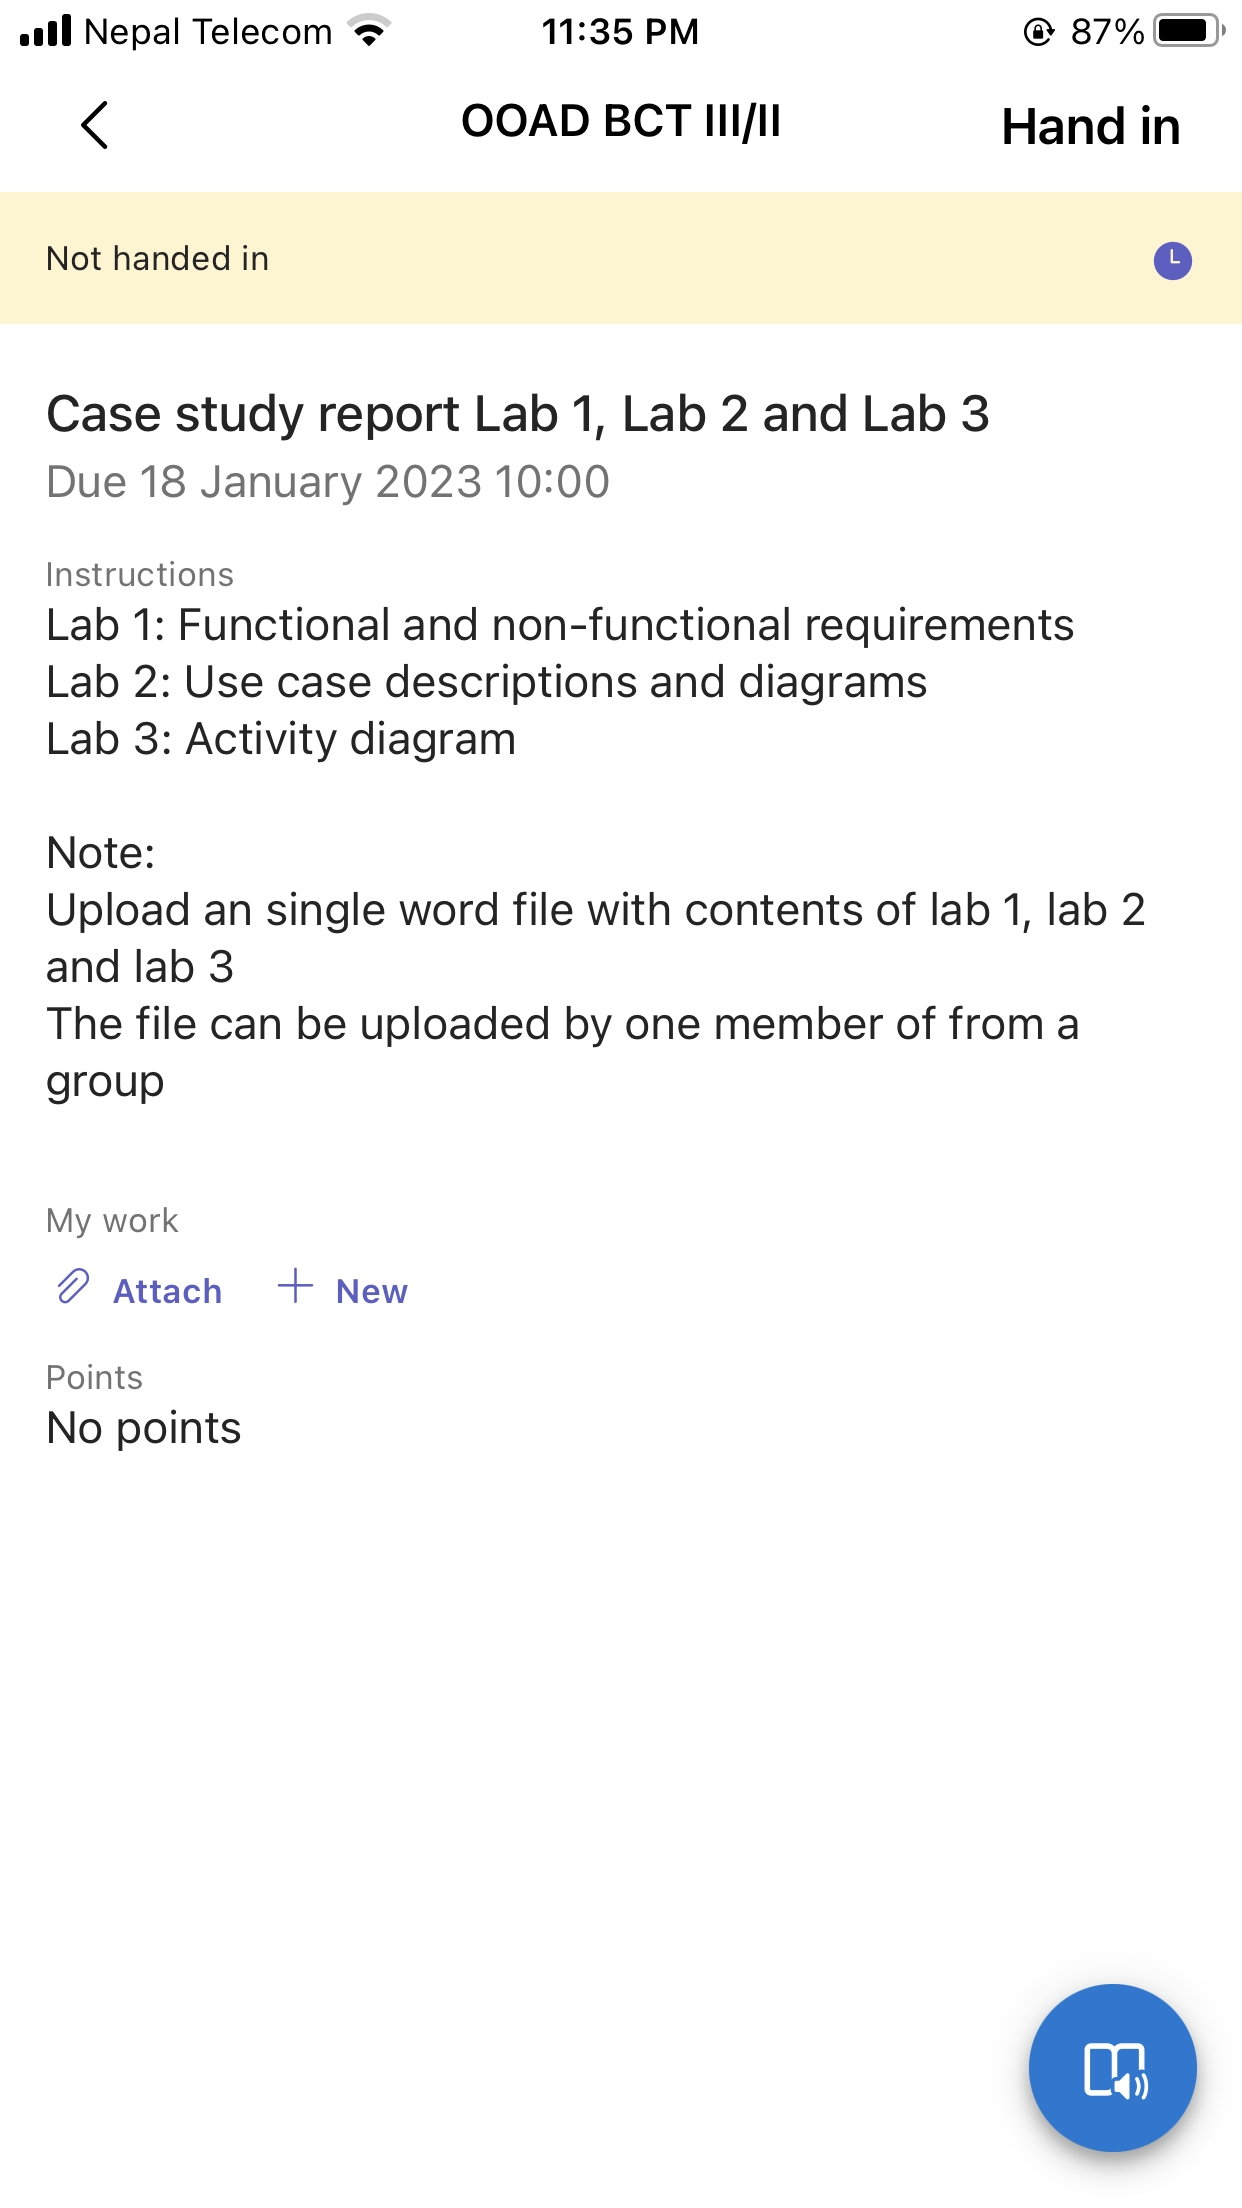 Nepal Telecom 11:35 PM 87%
OOAD BCT III/II Hand in
Not handed in
Case study report Lab 1, Lab 2 and Lab 3
Due 18 January 2023 10:00
Instructions
Lab 1: Functional and non-functional requirements
Lab 2: Use case descriptions and diagrams
Lab 3: Activity diagram
Note:
Upload an single word file with contents of lab 1, lab 2
and lab 3
The file can be uploaded by one member of from a
group
My work
Attach New
Points
No points